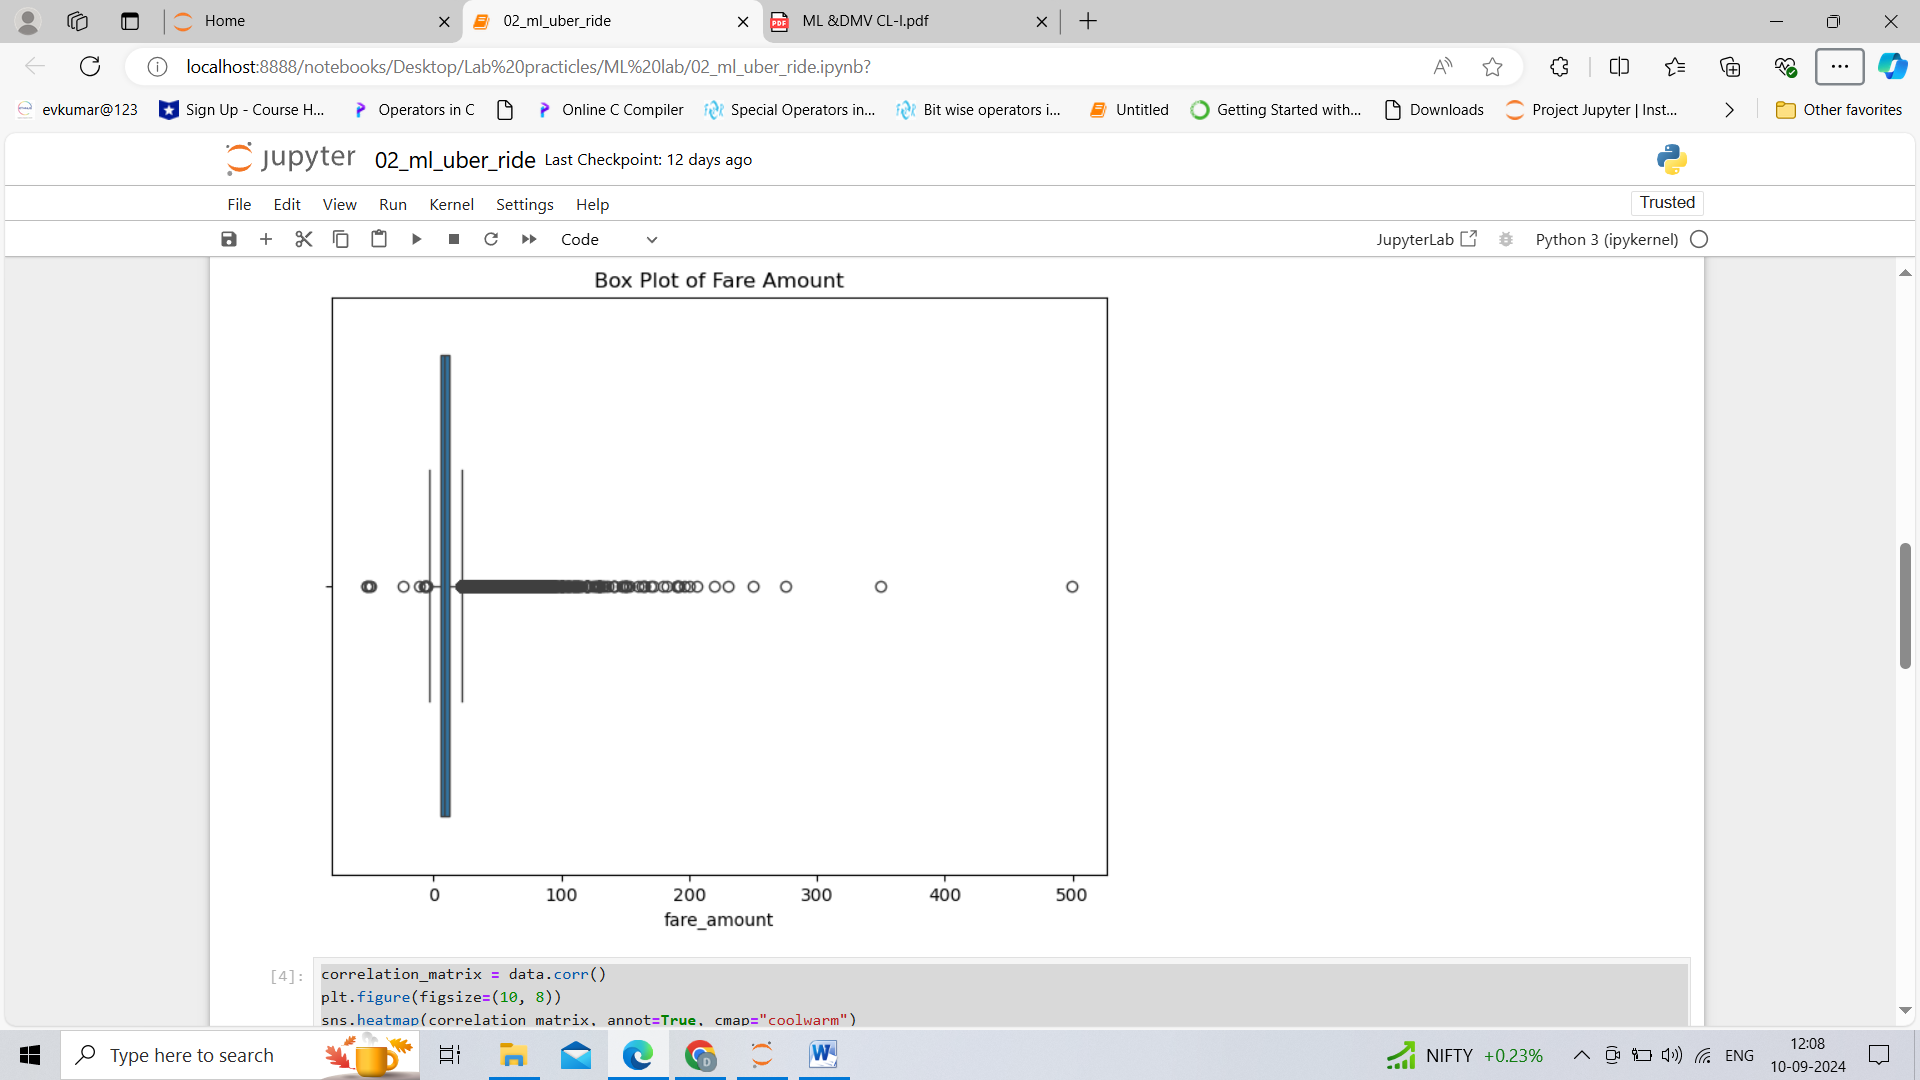 Home
02_ml_uber_ride
ML &DMV CL-I.pdf
localhost:8888/notebooks/Desktop/Lab%20practicles/ML%20lab/02_ml_uber_ride.ipynb?
evkumar@123
Sign Up - Course H...
Operators in C
Online C Compiler
Special Operators in...
Bit wise operators i...
Untitled
Getting Started with...
Downloads
Project Jupyter | Inst...
Other favorites
jupyter
02_ml_uber_ride
Last Checkpoint: 12 days ago
File
Edit
View
Run
Kernel
Settings
Help
Trusted
Code
JupyterLab
Python 3 (ipykernel)
Box Plot of Fare Amount
0
100
200
300
400
500
fare_amount
[4]:
correlation_matrix = data.corr()
plt.figure(figsize=(10, 8))
sns.heatmap(correlation_matrix, annot=True, cmap="coolwarm")
Type here to search
NIFTY +0.23%
ENG
12:08
10-09-2024